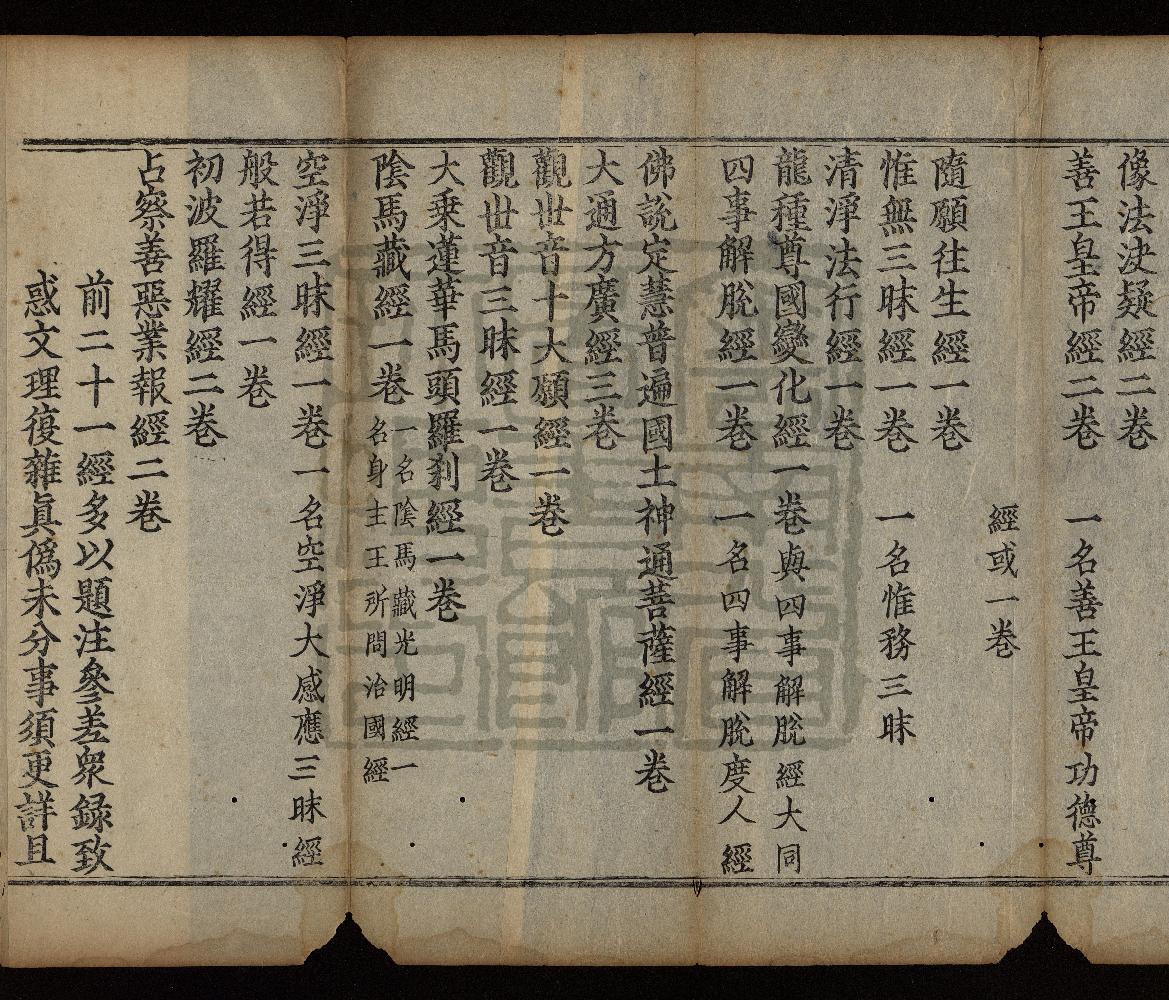 像法決疑經二卷
善王皇帝經二卷　一名善王皇帝功德尊
經或一卷
隨願往生經一卷
惟無三昧經一卷　一名惟務三昧
清淨法行經一卷
龍種尊國變化經一卷與四事解脫經大同
四事解脫經一卷　一名四事解脫度人經
佛說定慧普遍國土神通菩薩經一卷
大通方廣經三卷
觀世音十大願經一卷
觀世音三昧經一卷
大乗蓮華馬頭羅剎經一卷
陰馬藏經一卷　一名陰馬藏光明經一
名身主王所問治國經
空淨三昧經一卷一名空淨大感應三昧經
般若得經一卷
初波羅耀經二卷
占察善惡業報經二卷
前二十一經多以題注參差衆録致
惑文理復雜眞僞未分事須更詳且